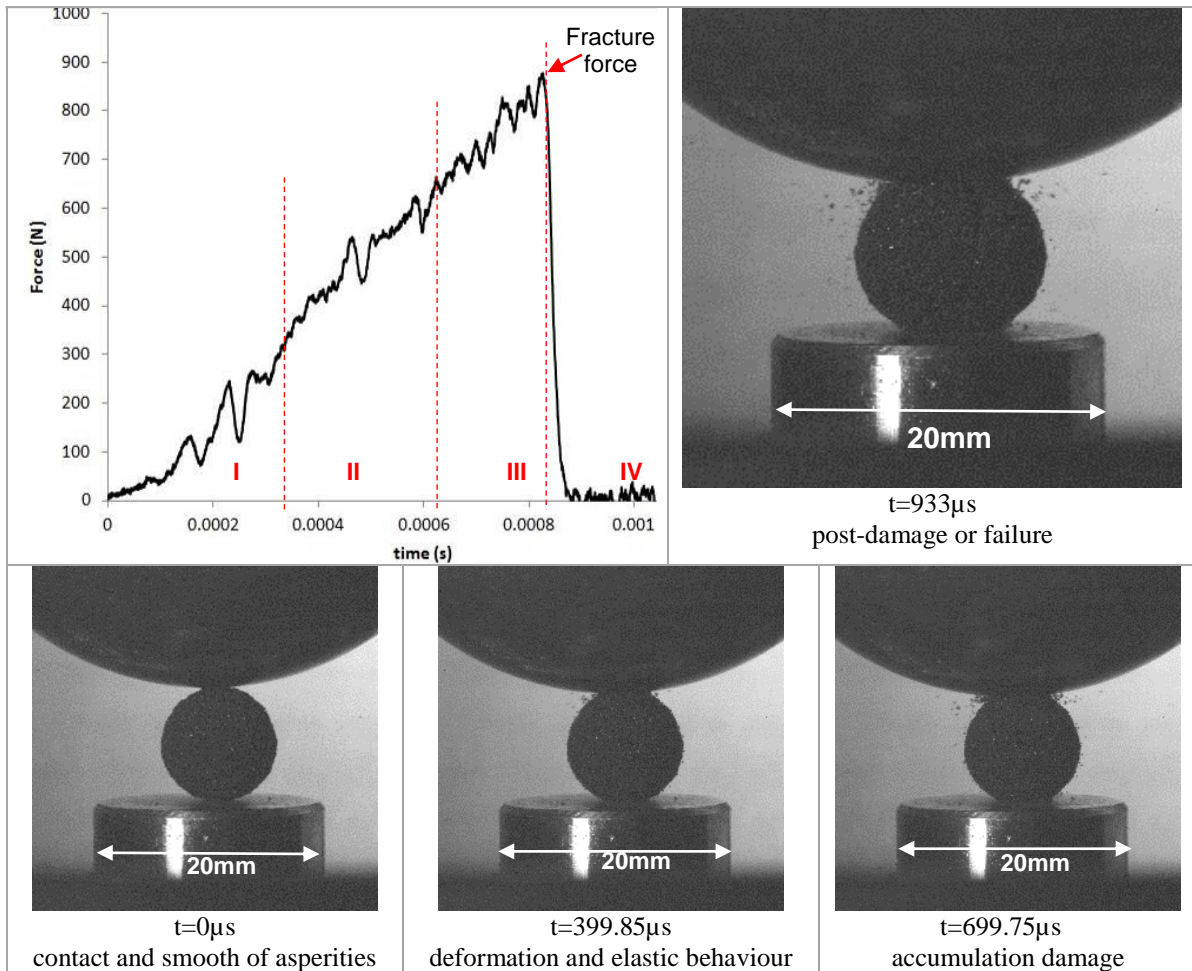 1000
900
800
700
600
500
400
300
200
100
0
Force (N)
Fracture
force
I
II
III
IV
0
0.0002
0.0004
0.0006
0.0008
0.001
time (s)
20mm
t=933µs
post-damage or failure
20mm
t=0µs
contact and smooth of asperities
20mm
t=399.85µs
deformation and elastic behaviour
20mm
t=699.75µs
accumulation damage